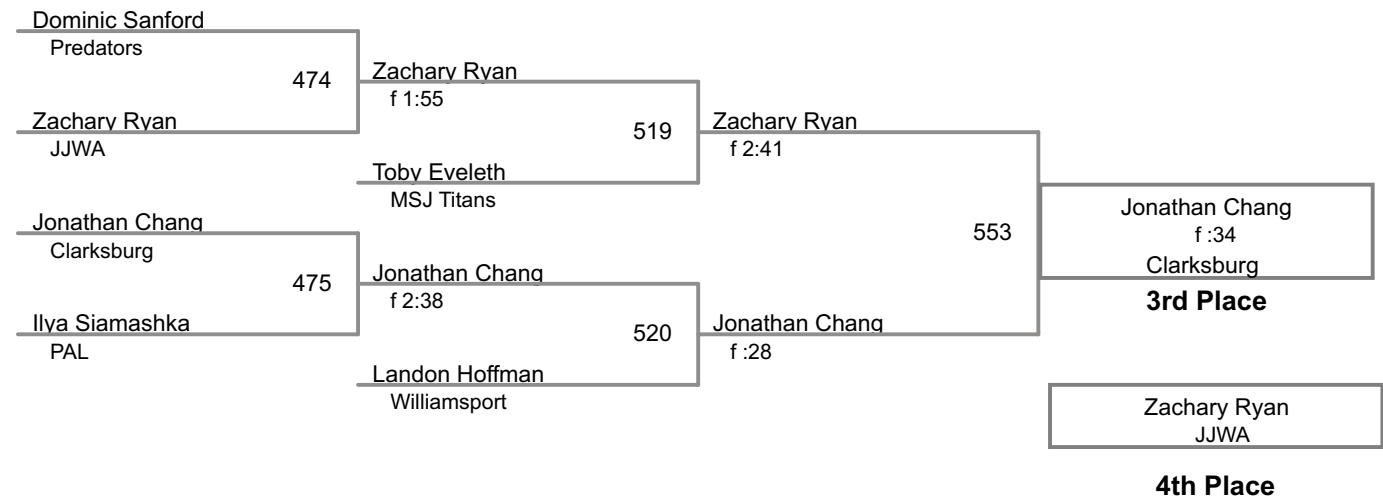 Dominic Sanford
Predators
474
Zachary Ryan
f 1:55
Zachary Ryan
JJWA
519
Zachary Ryan
f 2:41
Toby Eveleth
MSJ Titans
Jonathan Chang
Clarksburg
553
Jonathan Chang
f :34
Clarksburg
3rd Place
475
Jonathan Chang
f 2:38
Ilya Siamashka
PAL
520
Jonathan Chang
f :28
Landon Hoffman
Williamsport
Zachary Ryan
JJWA
4th Place